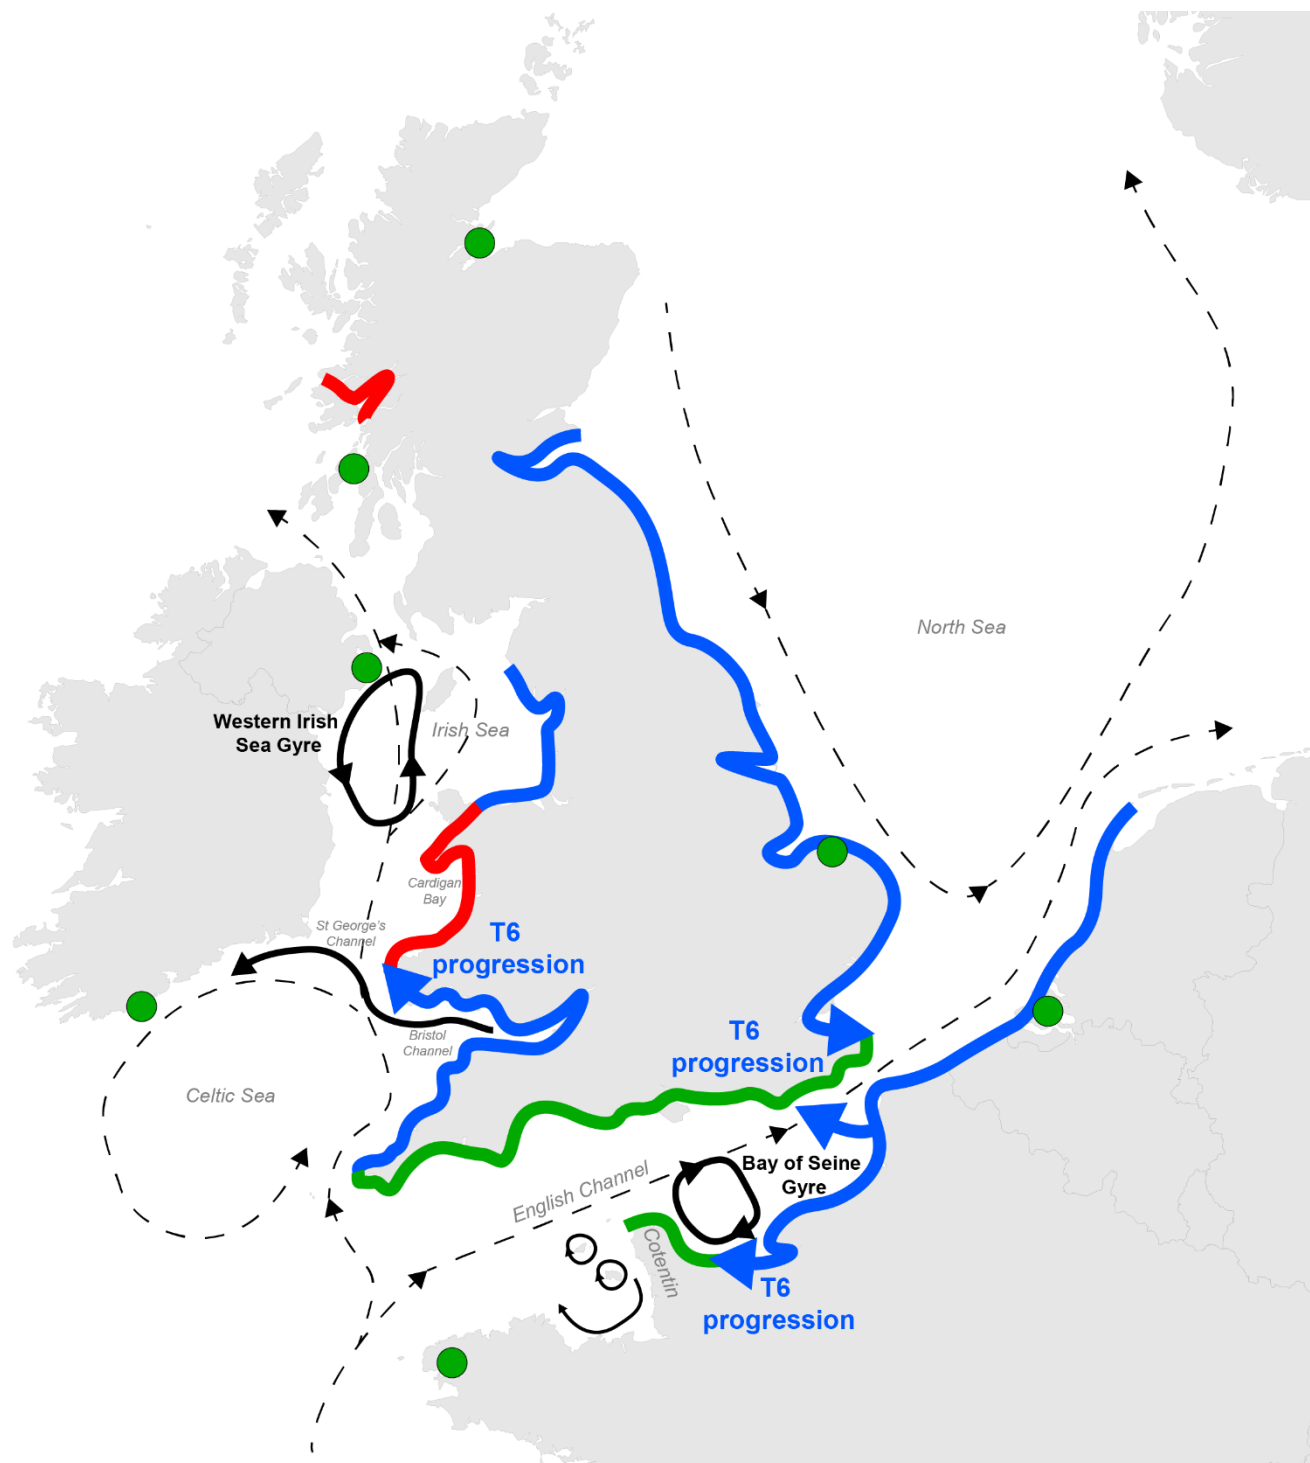 North Sea
Western Irish
Sea Gyre
Irish Sea
Cardigan
Bay
St George's
Channel
T6
progression
Bristol
Channel
T6
progression
Celtic Sea
English Channel
Bay of Seine
Gyre
Cotentin
T6
progression